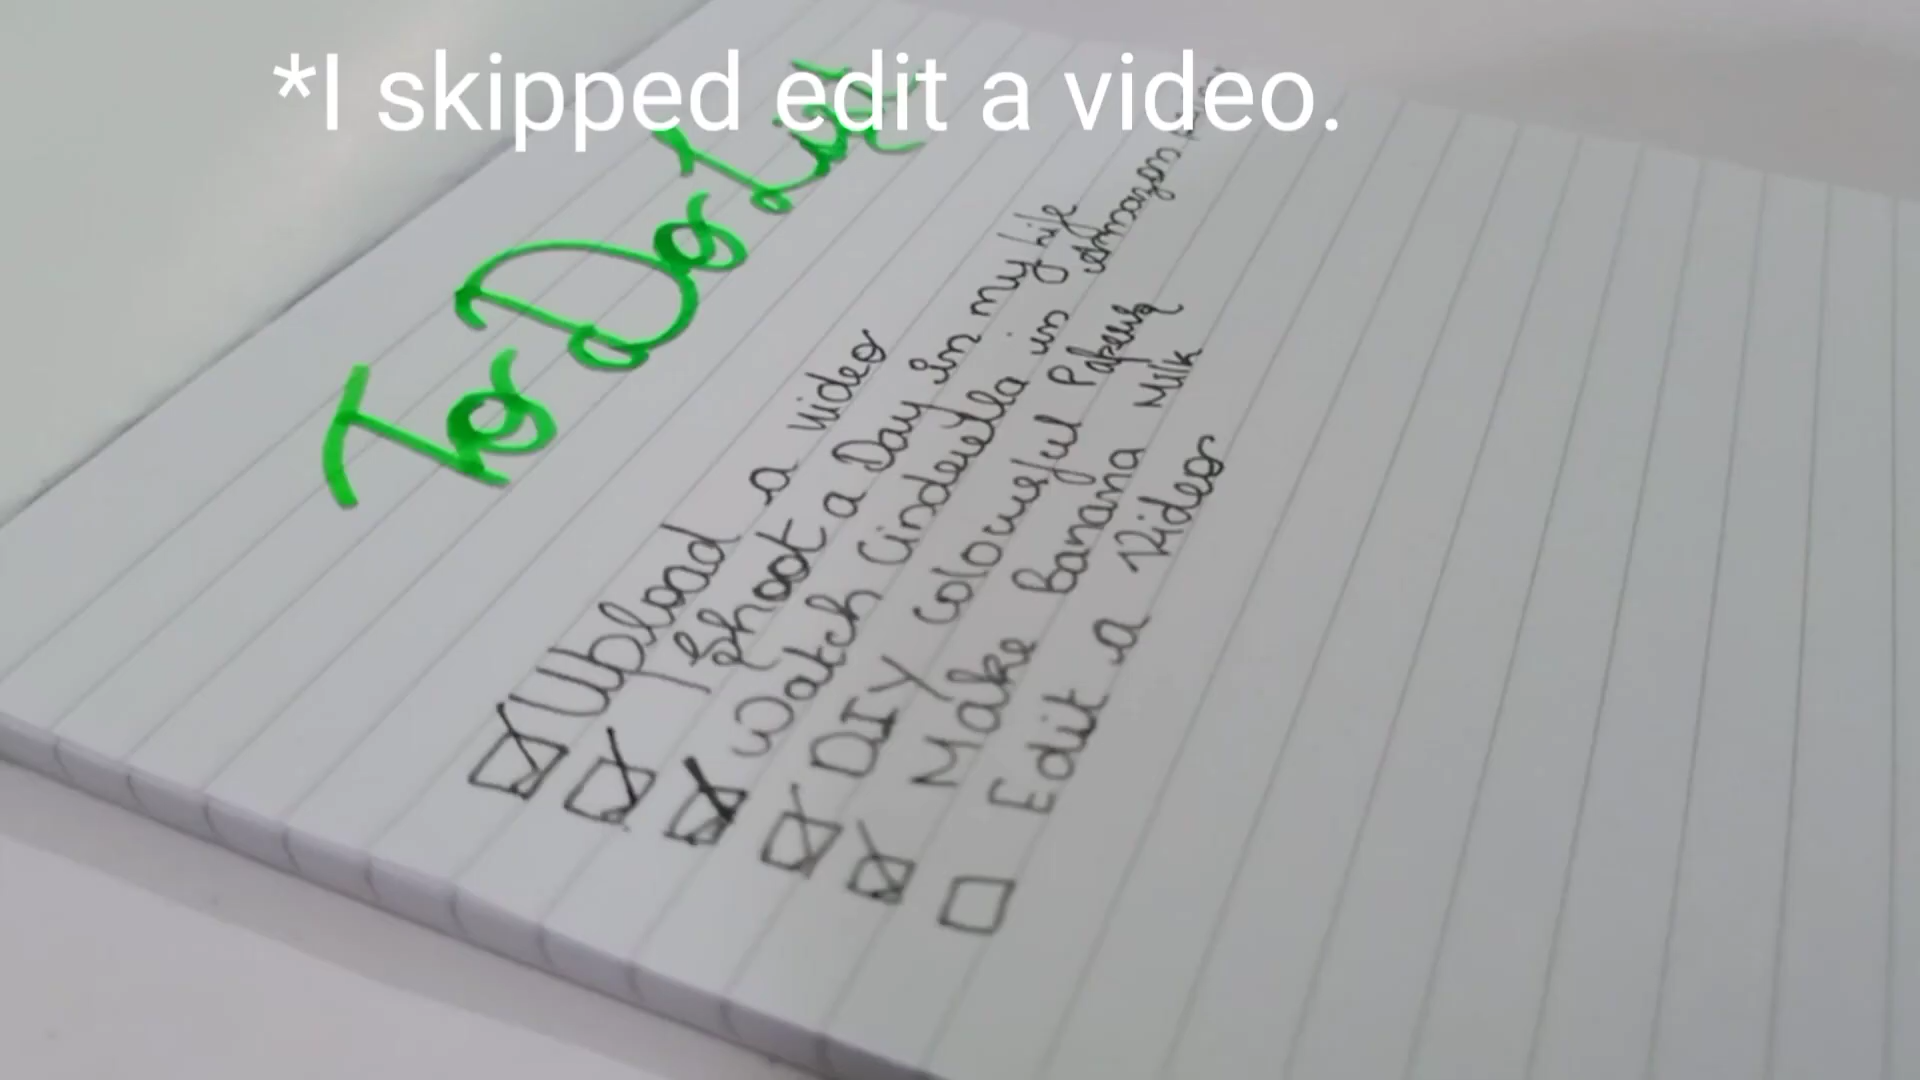 *I skipped edit a video.
To Do List
Upload a video
Shoot a Day in my life
Watch Cinderella in amazon
DIY colourful
Make banana Milk
Edit a Video